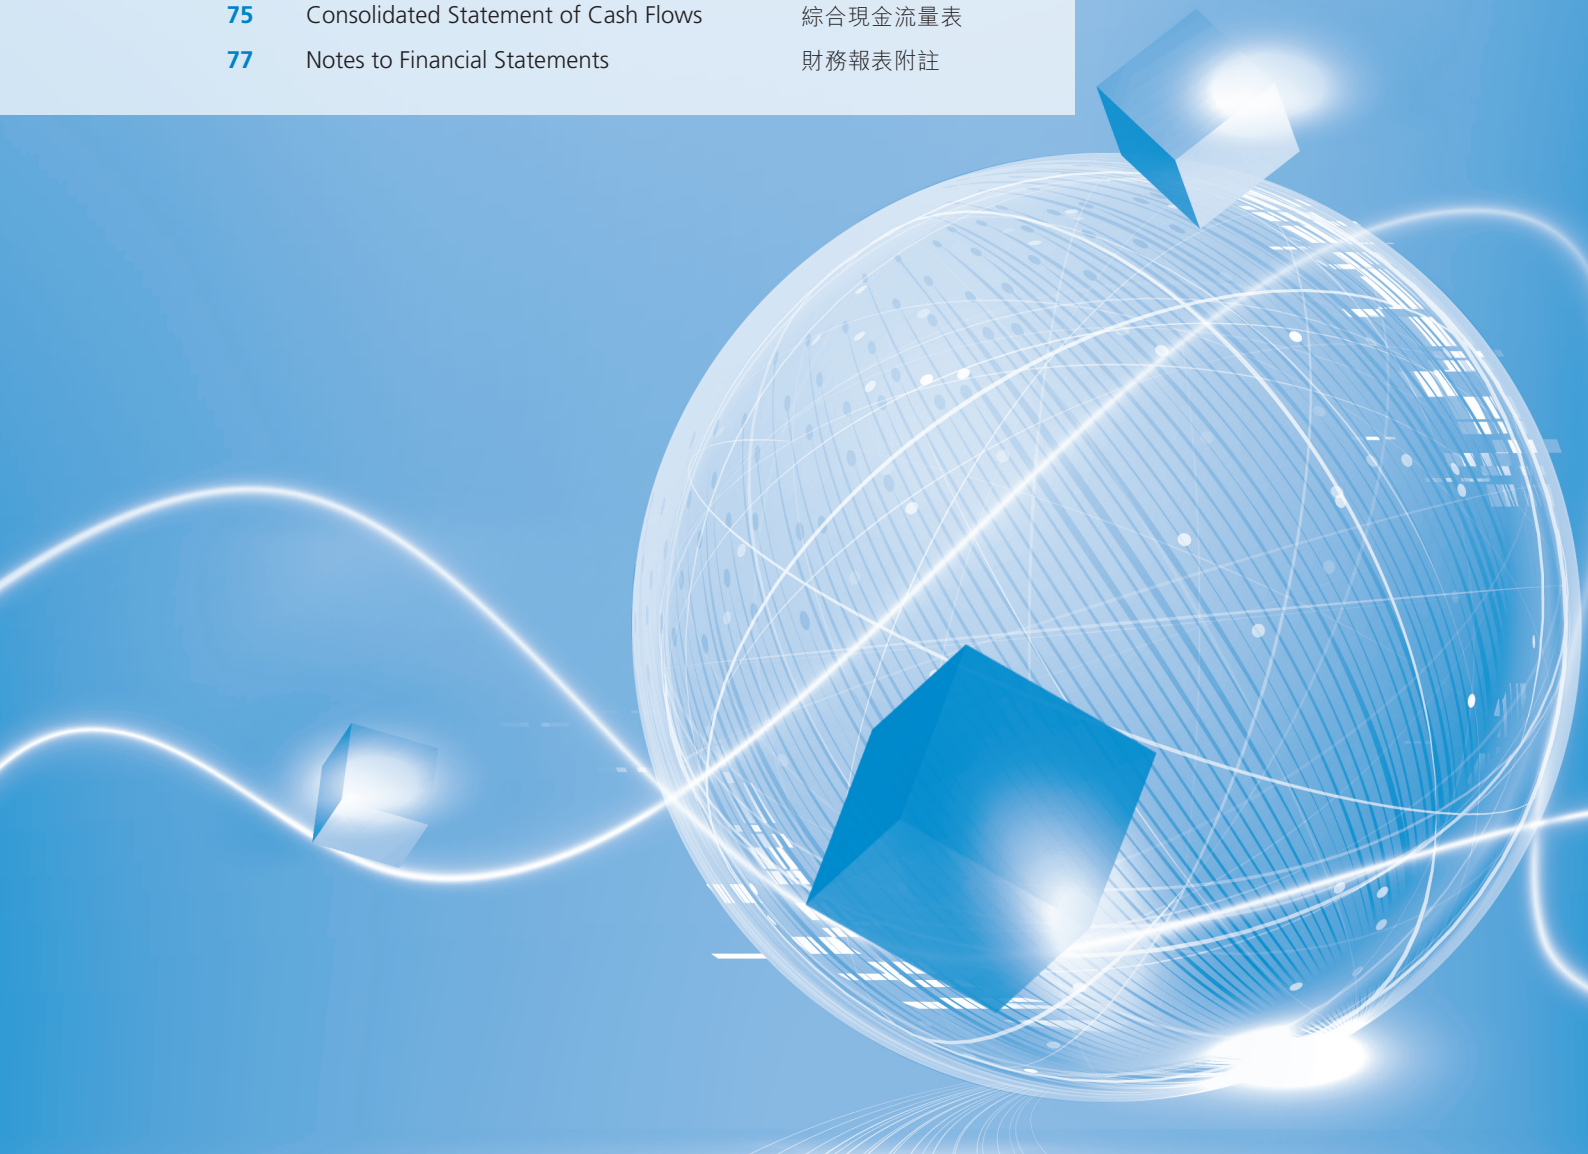 75 Consolidated Statement of Cash Flows 綜合現金流量表
77 Notes to Financial Statements 財務報表附註